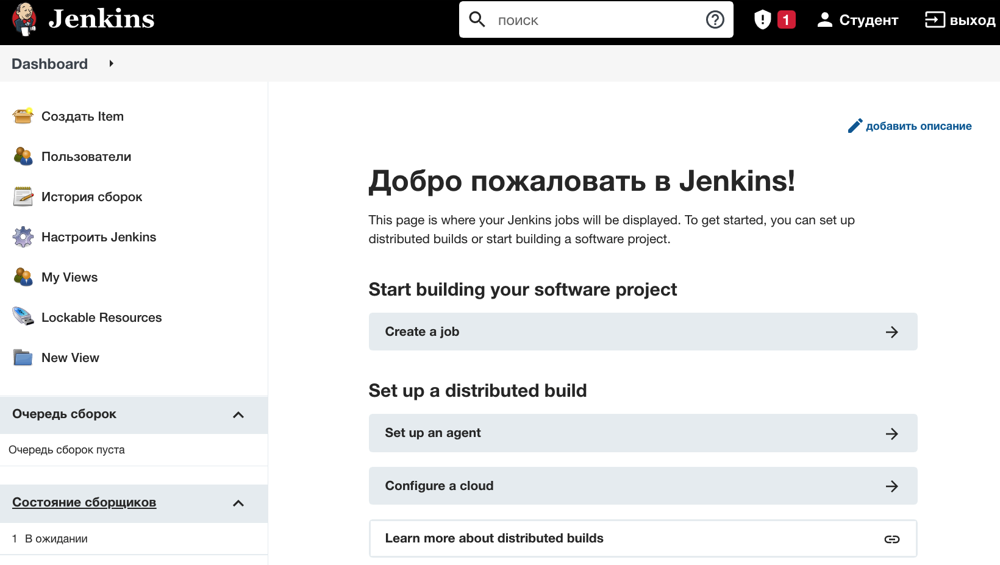 Jenkins
поиск
1
Студент
выход
Dashboard
Создать Item
Пользователи
История сборок
Настроить Jenkins
My Views
Lockable Resources
New View
Очередь сборок
Очередь сборок пуста
Состояние сборщиков
1 В ожидании
добавить описание
Добро пожаловать в Jenkins!
This page is where your Jenkins jobs will be displayed. To get started, you can set up
distributed builds or start building a software project.
Start building your software project
Create a job
Set up a distributed build
Set up an agent
Configure a cloud
Learn more about distributed builds